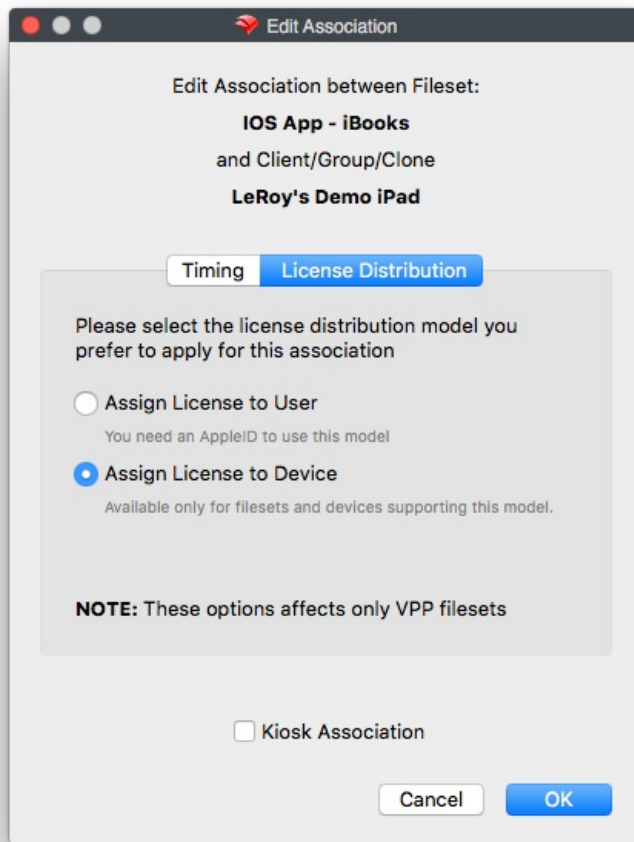 Edit Association
Edit Association between Fileset:
IOS App - iBooks
and Client/Group/Clone
LeRoy's Demo iPad
Timing
License Distribution
Please select the license distribution model you
prefer to apply for this association
Assign License to User
You need an AppleID to use this model
Assign License to Device
Available only for filesets and devices supporting this model.
NOTE: These options affects only VPP filesets
Kiosk Association
Cancel
OK